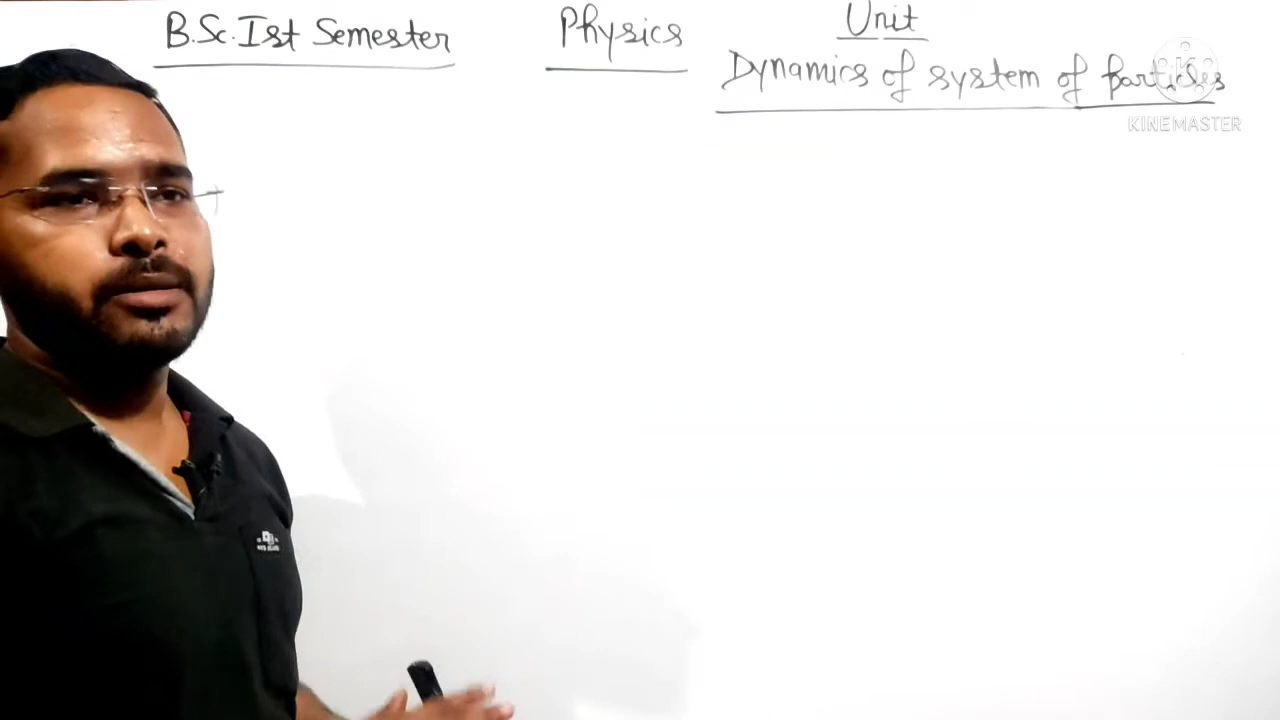 B.Sc. Ist Semester
Physics
Unit
Dynamics of system of particles
KINEMASTER